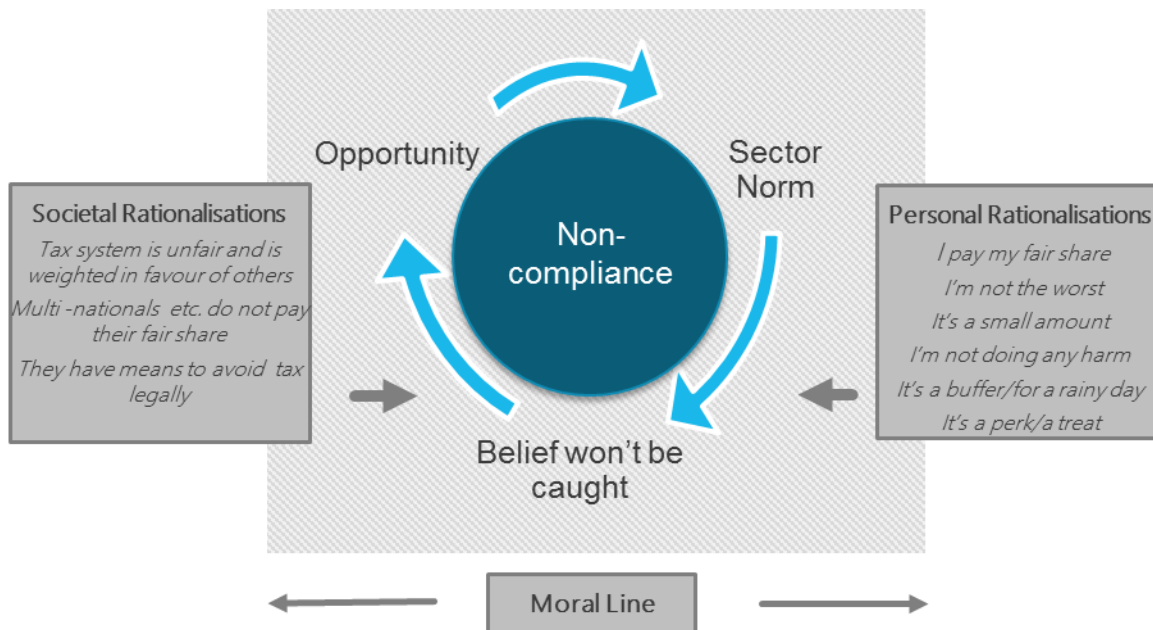 Opportunity
Sector
Norm
Non-
compliance
Belief won't be
caught
Societal Rationalisations
Tax system is unfair and is
weighted in favour of others
Multi -nationals etc. do not pay
their fair share
They have means to avoid tax
legally
Personal Rationalisations
I pay my fair share
I'm not the worst
It's a small amount
I'm not doing any harm
It's a buffer/for a rainy day
It's a perk/a treat
Moral Line